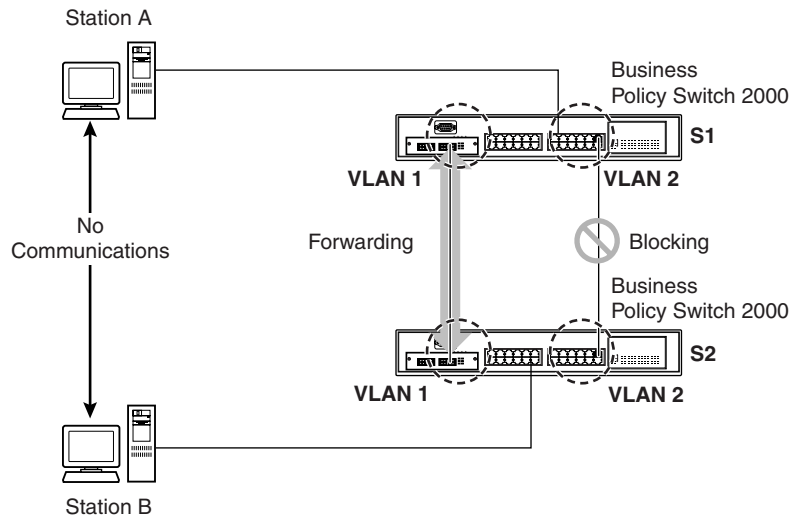 Station A
Business
Policy Switch 2000
S1
VLAN 1
VLAN 2
No
Communications
Forwarding
Blocking
Business
Policy Switch 2000
S2
VLAN 1
VLAN 2
Station B